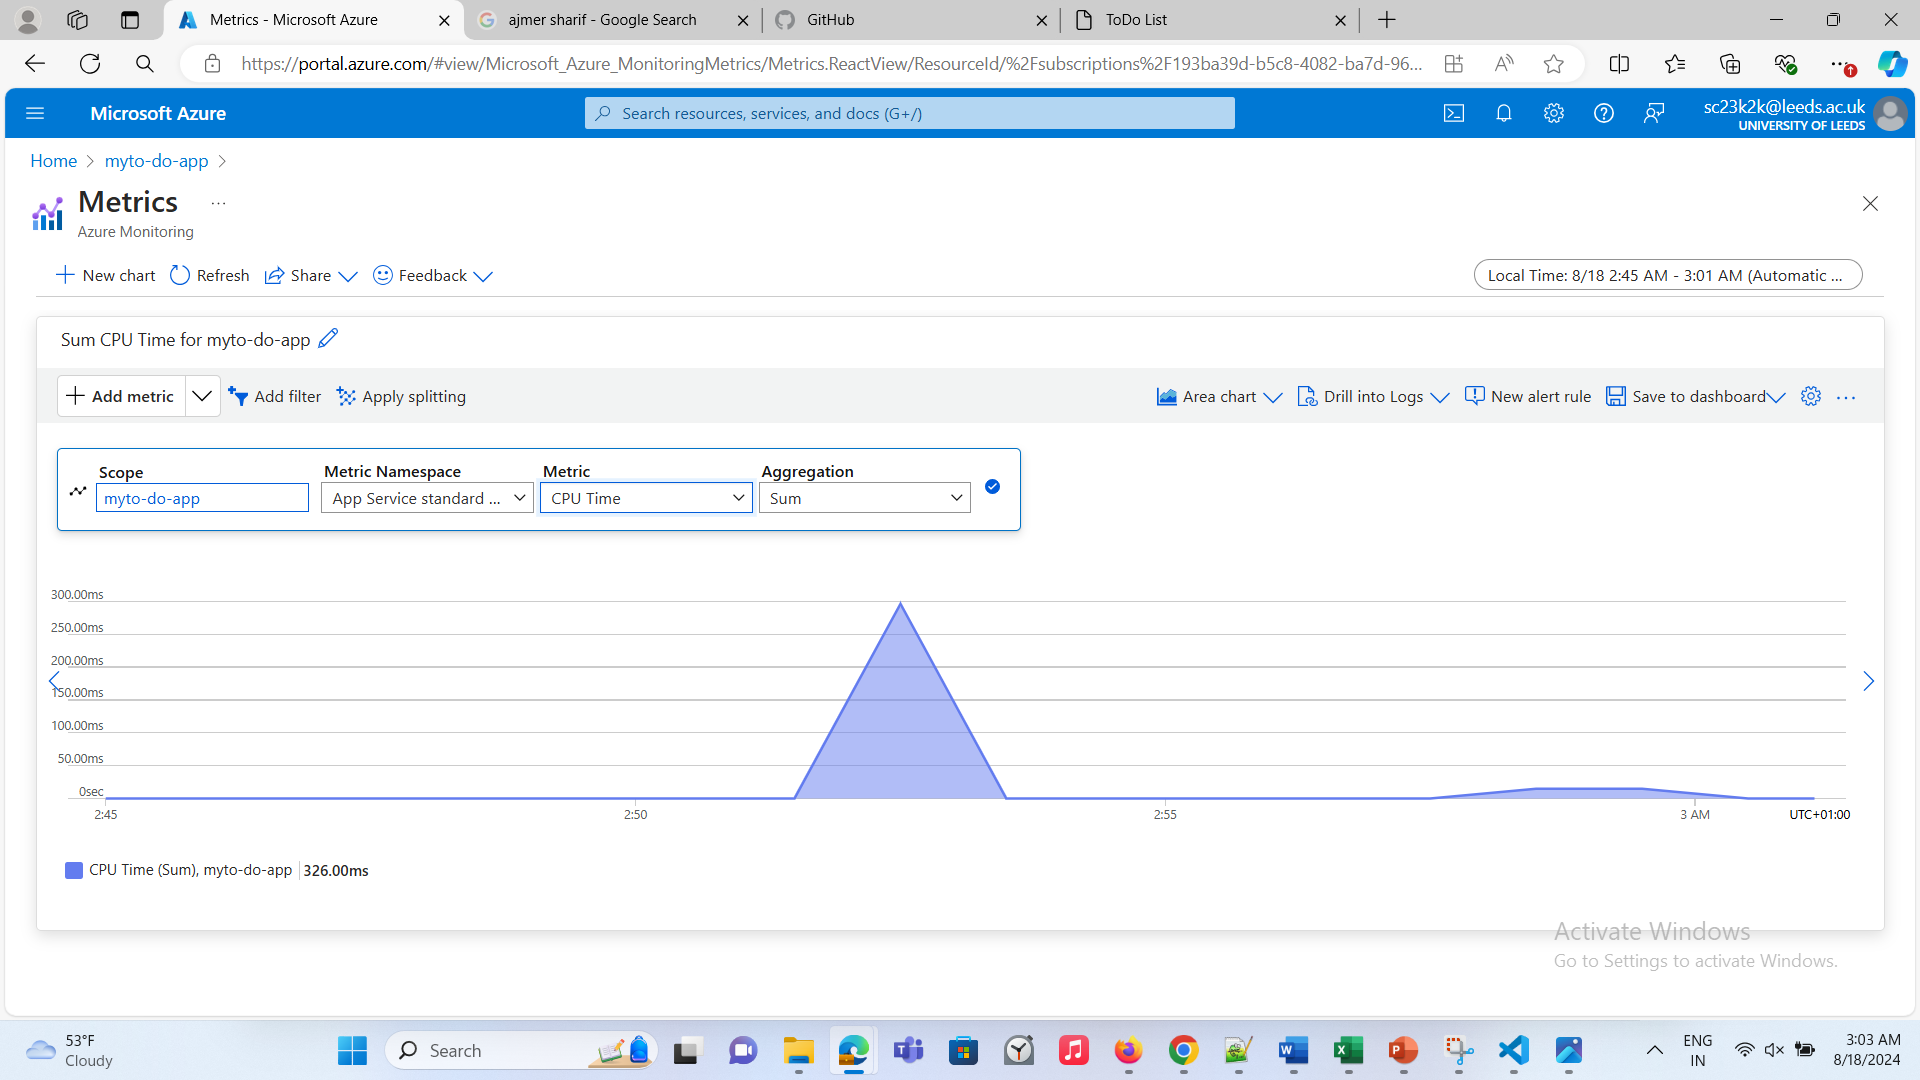 Metrics - Microsoft Azure
ajmer sharif - Google Search
GitHub
ToDo List
https://portal.azure.com/#view/Microsoft_Azure_MonitoringMetrics/Metrics.ReactView/ResourceId/%2Fsubscriptions%2F193ba39d-b5c8-4082-ba7d-96...
Microsoft Azure
Search resources, services, and docs (G+/)
sc23k2k@leeds.ac.uk
UNIVERSITY OF LEEDS
Home > myto-do-app >
Metrics ...
Azure Monitoring
New chart
Refresh
Share
Feedback
Local Time: 8/18 2:45 AM - 3:01 AM (Automatic ...
Sum CPU Time for myto-do-app
Add metric
Add filter
Apply splitting
Area chart
Drill into Logs
New alert rule
Save to dashboard
...
Scope
Metric Namespace
Metric
Aggregation
myto-do-app
App Service standard ...
CPU Time
Sum
300.00ms
250.00ms
200.00ms
150.00ms
100.00ms
50.00ms
0sec
2:45
2:50
2:55
3 AM
UTC+01:00
CPU Time (Sum), myto-do-app
326.00ms
Activate Windows
Go to Settings to activate Windows.
53°F
Cloudy
Search
ENG
IN
3:03 AM
8/18/2024